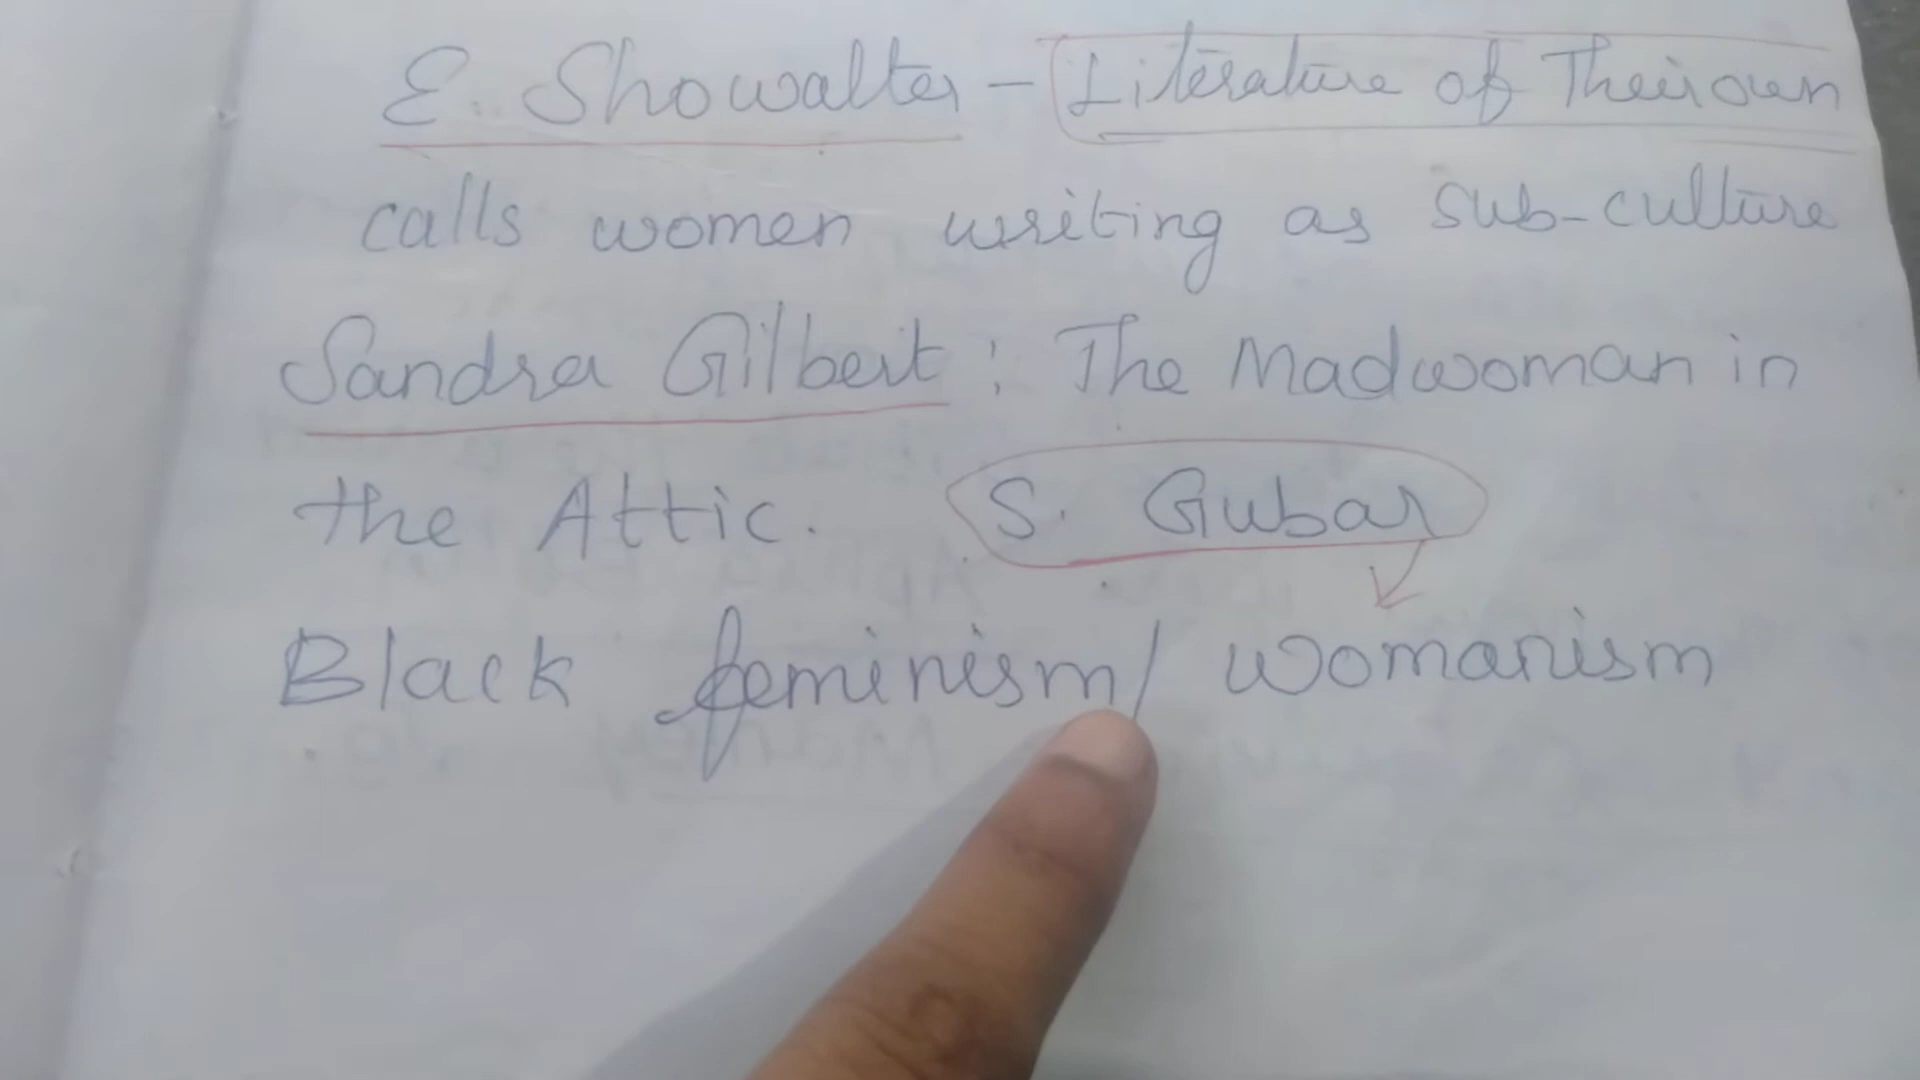 E. Showalter - Literature of Their own
calls women writing as sub-culture
Sandra Gilbert : The Madwoman in
the Attic. S. Gubar
Black feminism / womanism